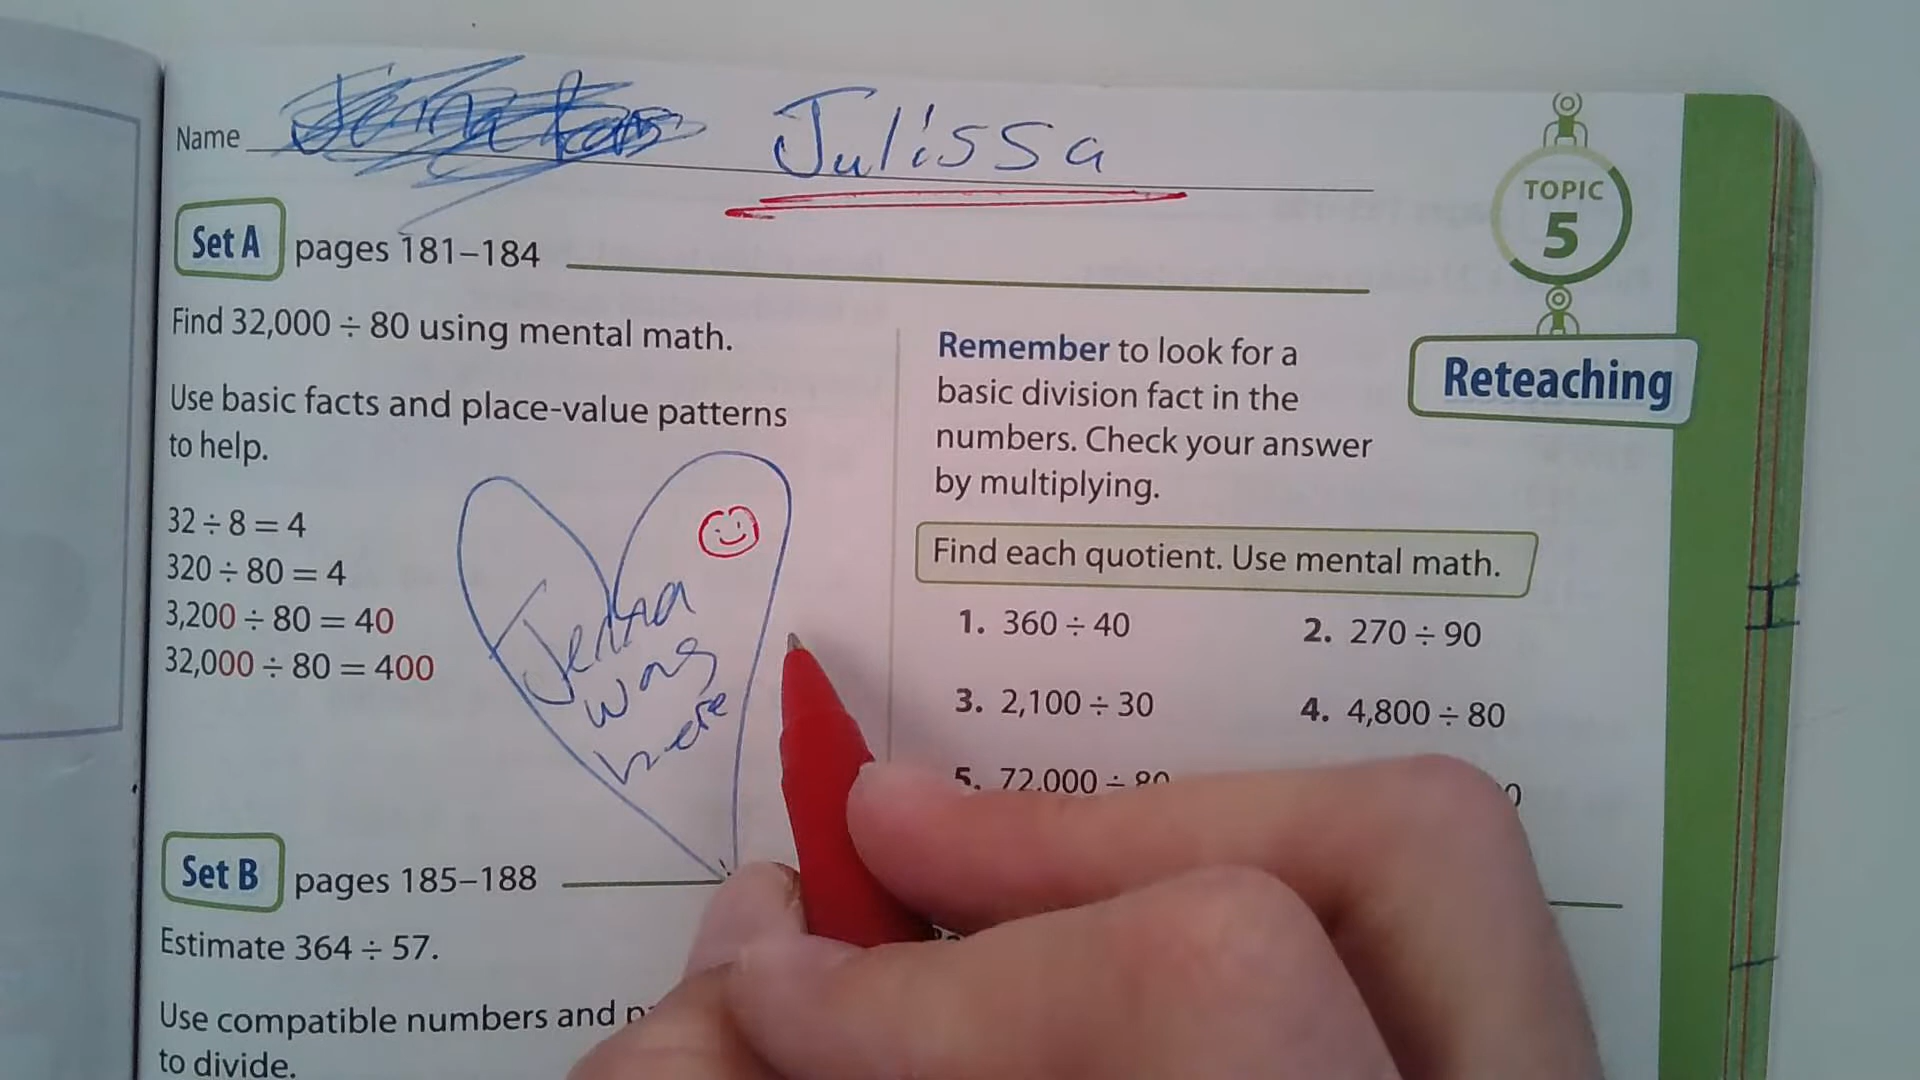 Name Julissa
TOPIC
5
Set A pages 181–184
Find 32,000 ÷ 80 using mental math.
Use basic facts and place-value patterns
to help.
32 ÷ 8 = 4
320 ÷ 80 = 4
3,200 ÷ 80 = 40
32,000 ÷ 80 = 400
Jenna
was
here
Set B pages 185–188
Estimate 364 ÷ 57.
Use compatible numbers and
to divide.
Reteaching
Remember to look for a
basic division fact in the
numbers. Check your answer
by multiplying.
Find each quotient. Use mental math.
1. 360 ÷ 40 2. 270 ÷ 90
3. 2,100 ÷ 30 4. 4,800 ÷ 80
5. 72,000 ÷ 80